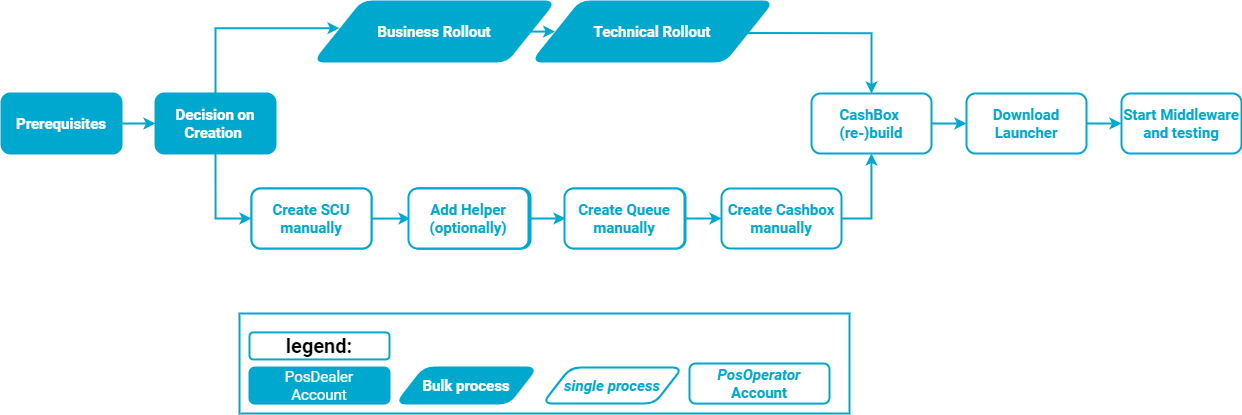 Business Rollout
Technical Rollout
Prerequisites
Decision on
Creation
CashBox
(re-)build
Download
Launcher
Start Middleware
and testing
Create SCU
manually
Add Helper
(optionally)
Create Queue
manually
Create Cashbox
manually
legend:
PosDealer
Account
Bulk process
single process
PosOperator
Account